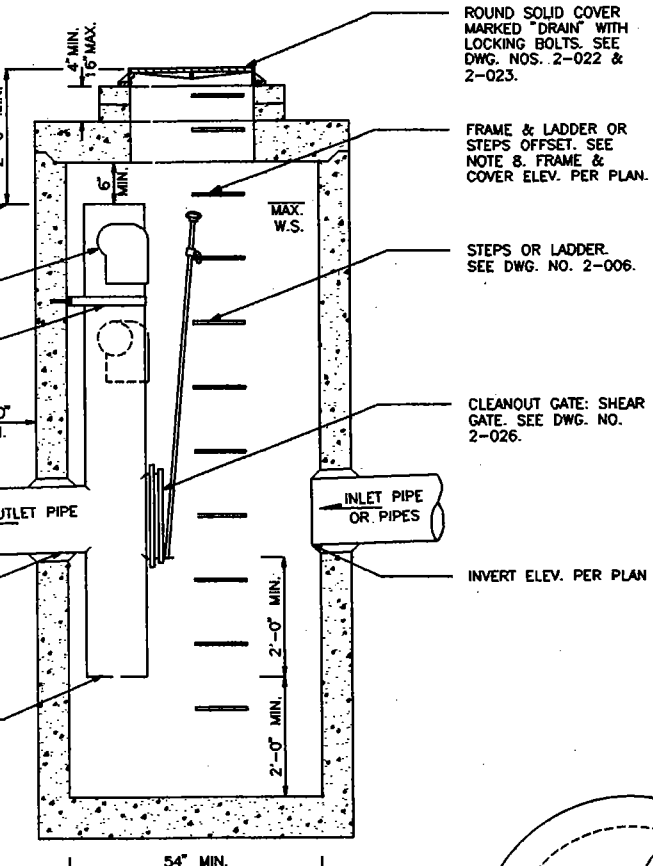 ROUND SOLID COVER
MARKED "DRAIN" WITH
LOCKING BOLTS. SEE
DWG. NOS. 2-022 &
2-023.
4" MIN.
16" MAX.
FRAME & LADDER OR
STEPS OFFSET. SEE
NOTE 8. FRAME &
COVER ELEV. PER PLAN.
6"
MIN.
MAX.
W.S.
STEPS OR LADDER.
SEE DWG. NO. 2-006.
CLEANOUT GATE: SHEAR
GATE. SEE DWG. NO.
2-026.
UTLET PIPE
INLET PIPE
OR PIPES
INVERT ELEV. PER PLAN
2'-0" MIN.
2'-0" MIN.
54" MIN.